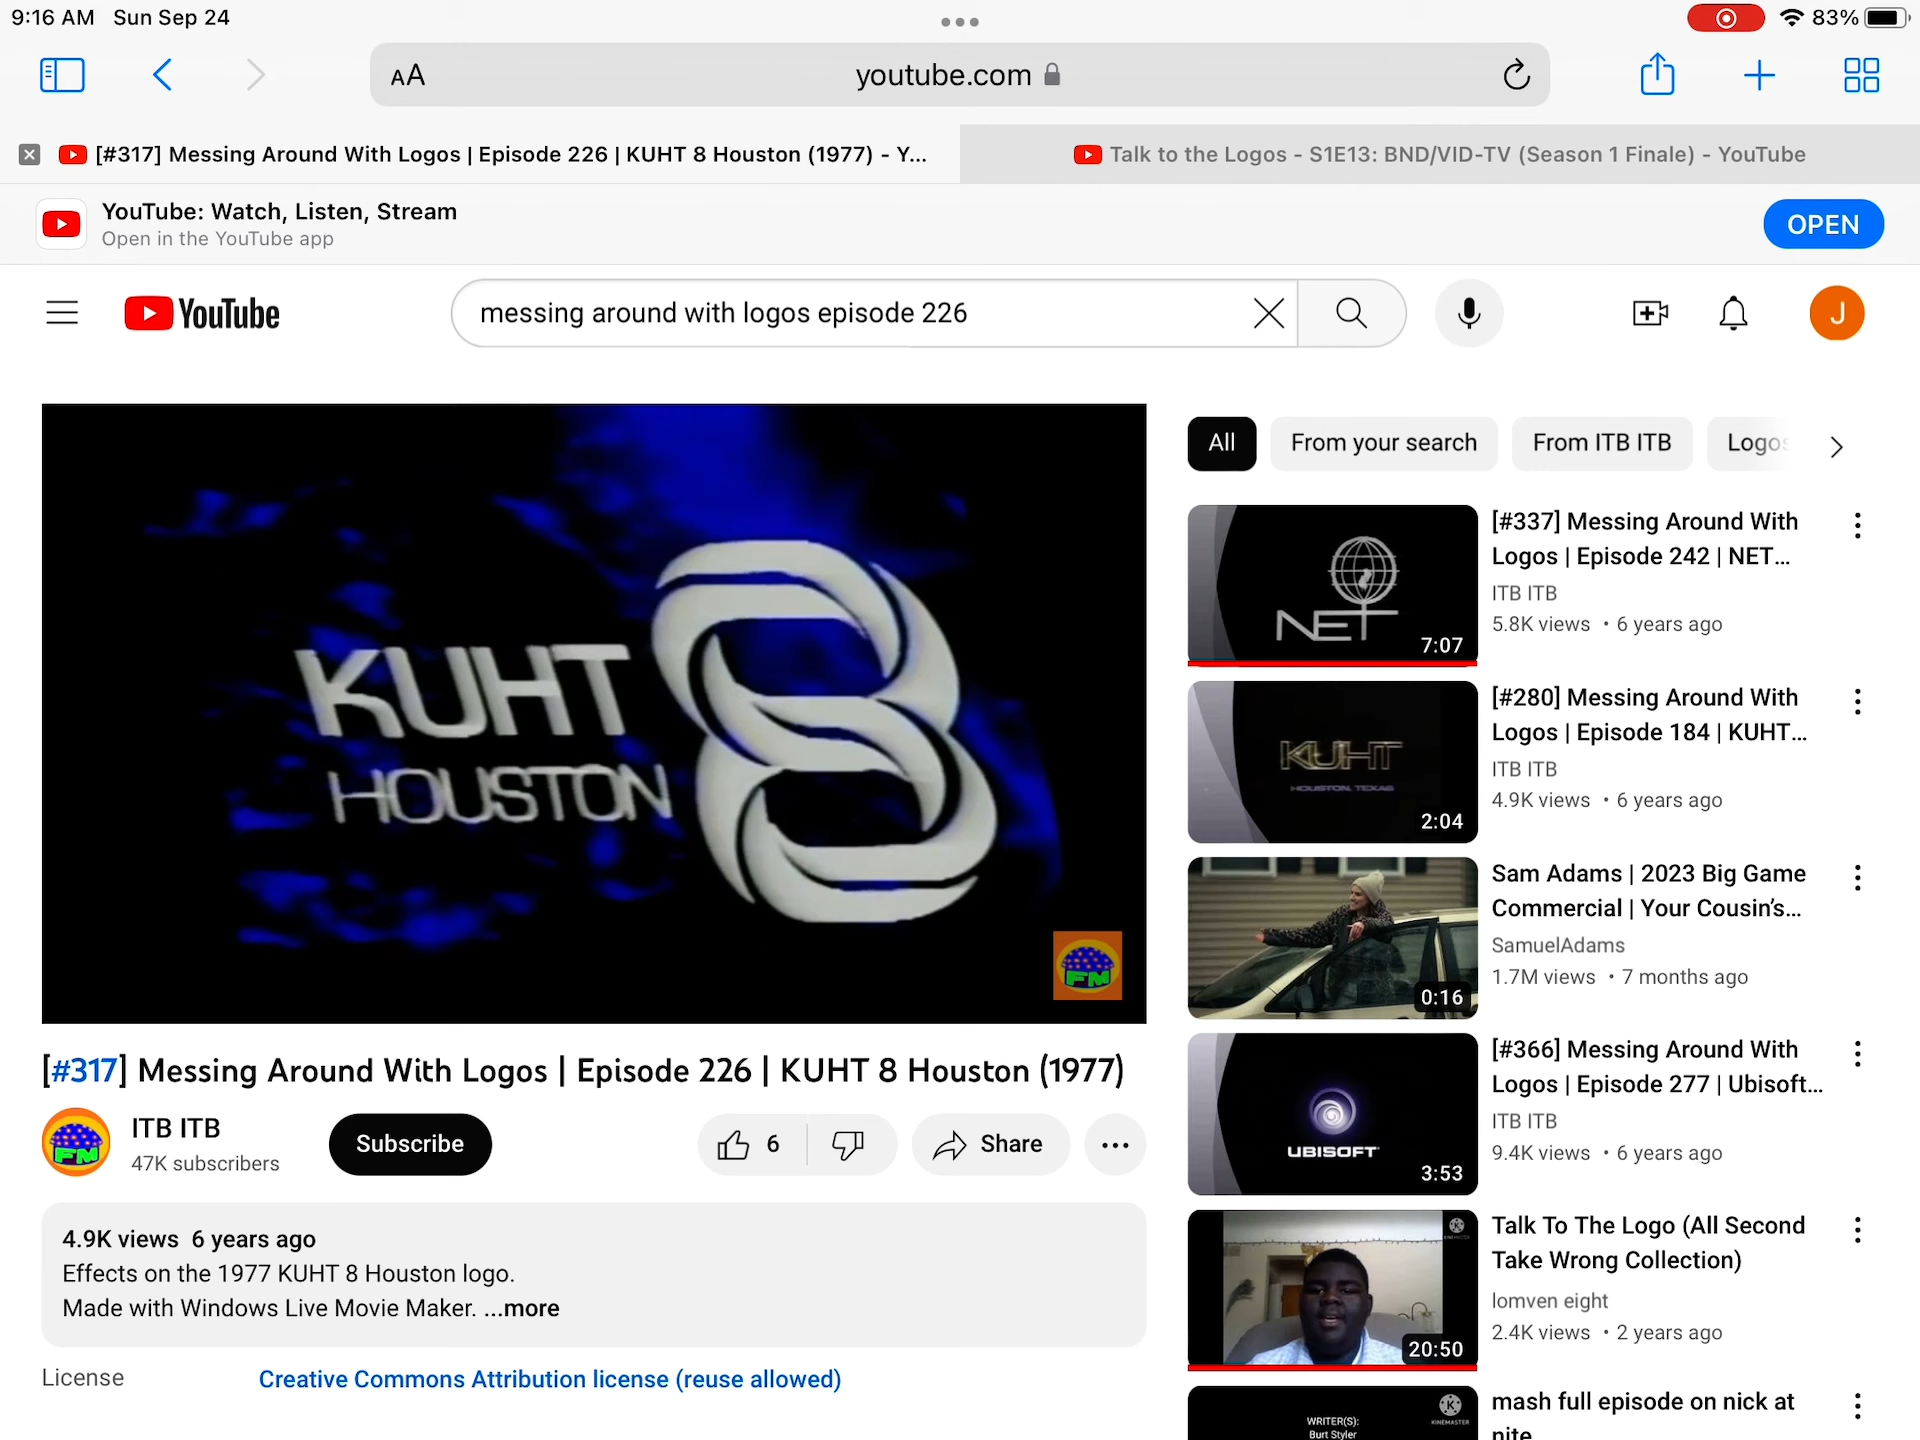 9:16 AM Sun Sep 24
83%
AA
youtube.com
[#317] Messing Around With Logos | Episode 226 | KUHT 8 Houston (1977) - Y...
Talk to the Logos - S1E13: BND/VID-TV (Season 1 Finale) - YouTube
YouTube: Watch, Listen, Stream
Open in the YouTube app
OPEN
YouTube
messing around with logos episode 226
J
KUHT
HOUSTON
8
FM
[#317] Messing Around With Logos | Episode 226 | KUHT 8 Houston (1977)
FM
ITB ITB
47K subscribers
Subscribe
6
Share
4.9K views 6 years ago
Effects on the 1977 KUHT 8 Houston logo.
Made with Windows Live Movie Maker. ...more
License
Creative Commons Attribution license (reuse allowed)
All
From your search
From ITB ITB
Logos
NET
7:07
[#337] Messing Around With
Logos | Episode 242 | NET...
ITB ITB
5.8K views • 6 years ago
KUHT
HOUSTON, TEXAS
2:04
[#280] Messing Around With
Logos | Episode 184 | KUHT...
ITB ITB
4.9K views • 6 years ago
0:16
Sam Adams | 2023 Big Game
Commercial | Your Cousin's...
SamuelAdams
1.7M views • 7 months ago
UBISOFT
3:53
[#366] Messing Around With
Logos | Episode 277 | Ubisoft...
ITB ITB
9.4K views • 6 years ago
KINEMASTER
20:50
Talk To The Logo (All Second
Take Wrong Collection)
lomven eight
2.4K views • 2 years ago
WRITER(S):
Burt Styler
K
KINEMASTER
mash full episode on nick at
nite